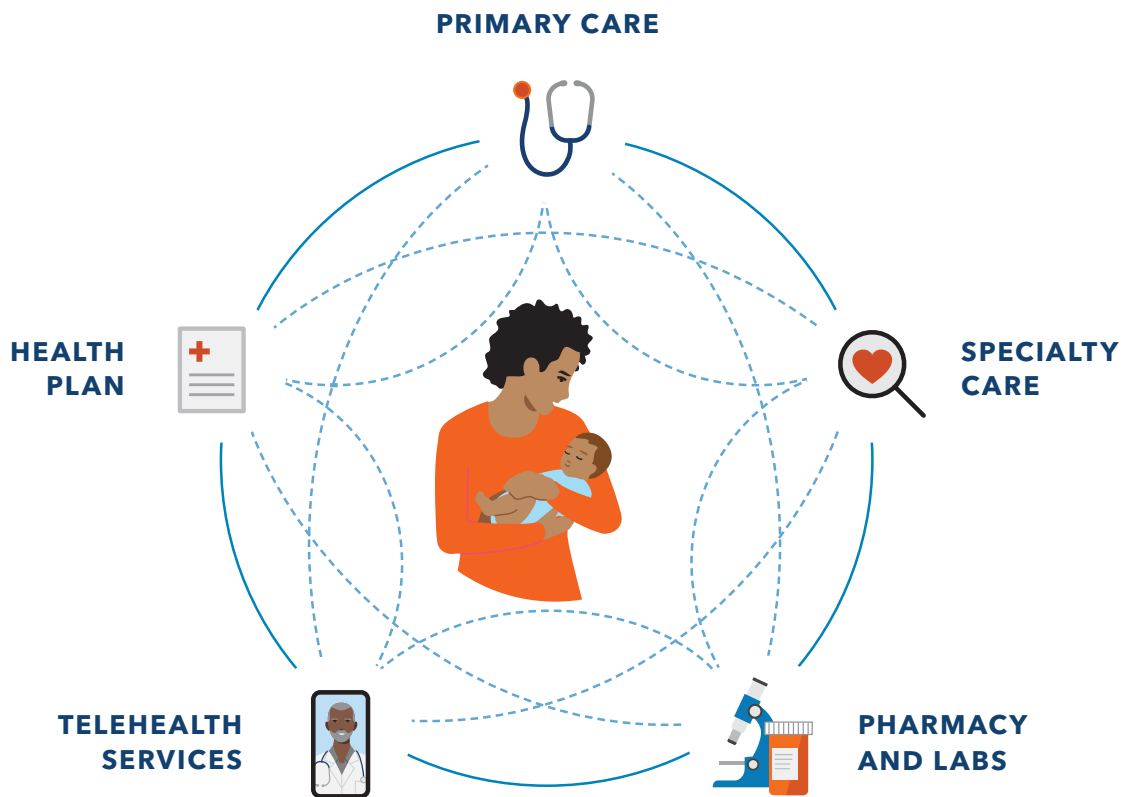 PRIMARY CARE
HEALTH
PLAN
SPECIALTY
CARE
TELEHEALTH
SERVICES
PHARMACY
AND LABS